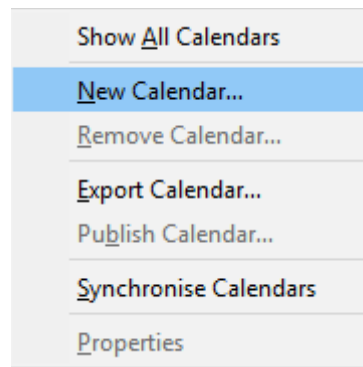 Show All Calendars
New Calendar...
Remove Calendar...
Export Calendar...
Publish Calendar...
Synchronise Calendars
Properties